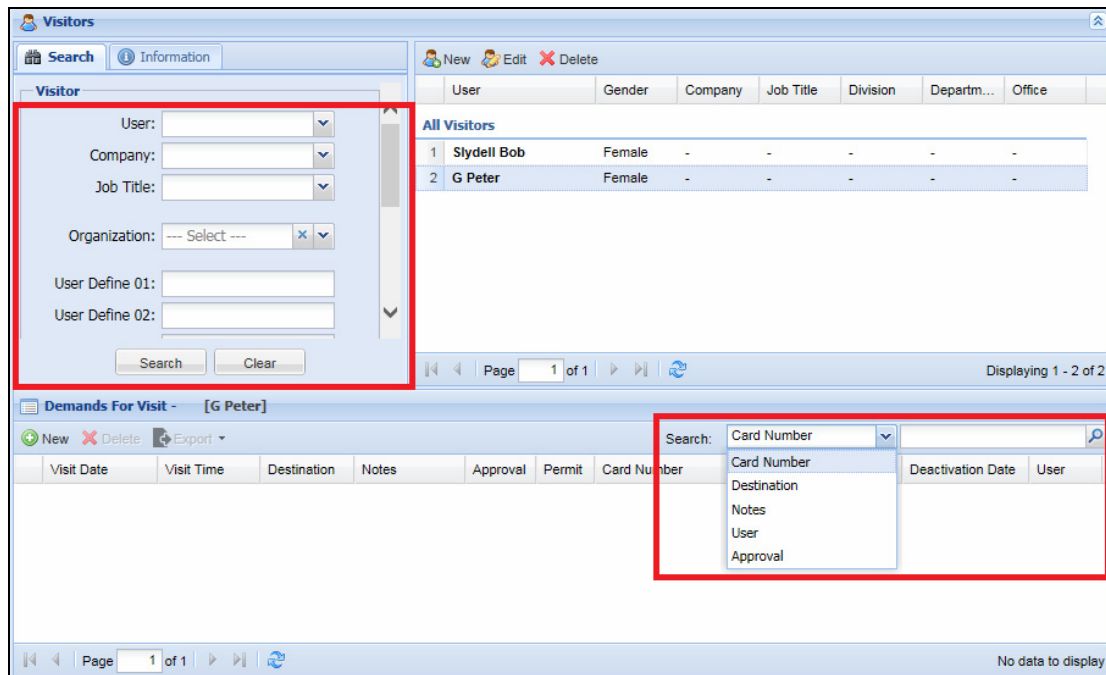 Visitors
Search Information
Visitor
User:
Company:
Job Title:
Organization: --- Select ---
User Define 01:
User Define 02:
Search Clear
New Edit Delete
User Gender Company Job Title Division Departm... Office
All Visitors
1 Slydell Bob Female - - - - -
2 G Peter Female - - - - -
Page 1 of 1 Displaying 1 - 2 of 2
Demands For Visit - [G Peter]
New Delete Export Search: Card Number
Visit Date Visit Time Destination Notes Approval Permit Card Number Deactivation Date User
Card Number
Destination
Notes
User
Approval
Page 1 of 1 No data to display